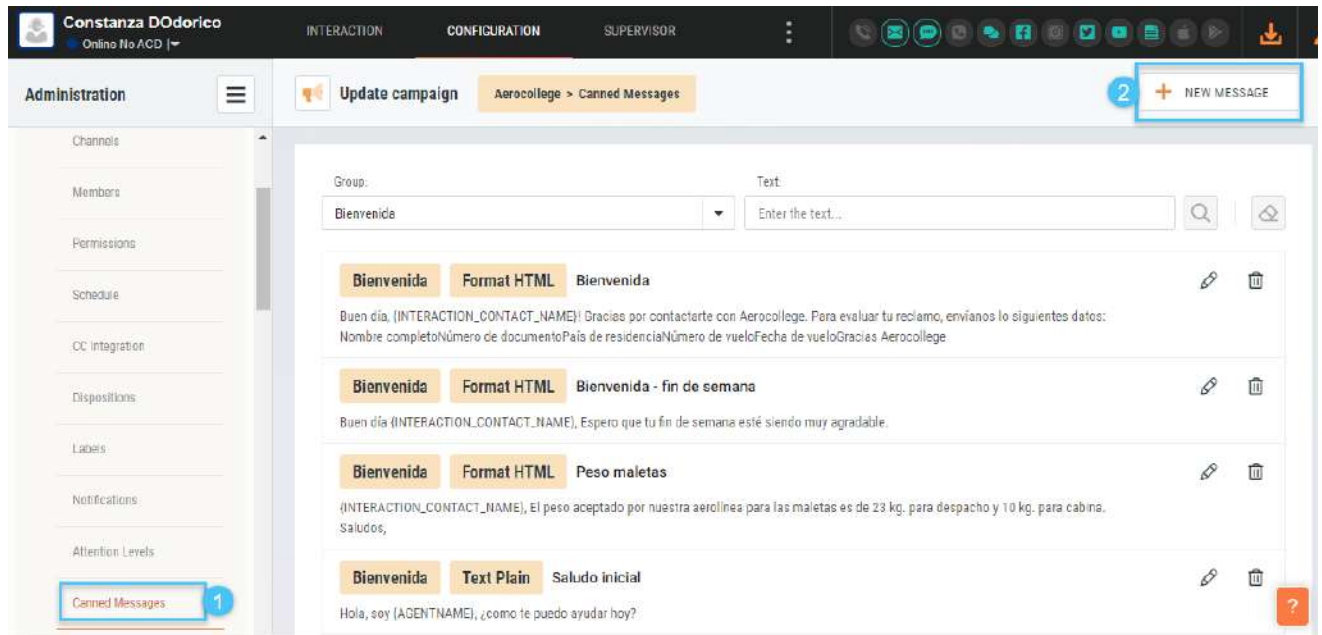 Constanza DOdorico
Online No ACD
INTERACTION
CONFIGURATION
SUPERVISOR
Administration
Update campaign
Aerocollege > Canned Messages
2
+ NEW MESSAGE
Channels
Members
Permissions
Schedule
CC Integration
Dispositions
Labels
Notifications
Attention Levels
Canned Messages
1
Group:
Text:
Bienvenida
Enter the text...
Bienvenida Format HTML Bienvenida
Buen día, {INTERACTION_CONTACT_NAME}! Gracias por contactarte con Aerocollege. Para evaluar tu reclamo, envíanos lo siguientes datos:
Nombre completoNúmero de documentoPaís de residenciaNúmero de vueloFecha de vueloGracias Aerocollege
Bienvenida Format HTML Bienvenida - fin de semana
Buen día {INTERACTION_CONTACT_NAME}, Espero que tu fin de semana esté siendo muy agradable.
Bienvenida Format HTML Peso maletas
{INTERACTION_CONTACT_NAME}, El peso aceptado por nuestra aerolínea para las maletas es de 23 kg. para despacho y 10 kg. para cabina.
Saludos,
Bienvenida Text Plain Saludo inicial
Hola, soy {AGENTNAME}, ¿como te puedo ayudar hoy?
?